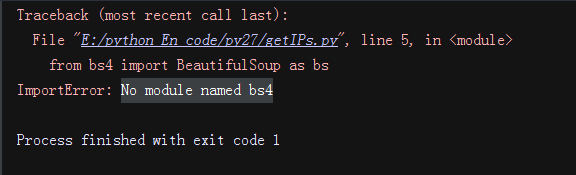 Traceback (most recent call last):
File "E:/python En code/py27/getIPs.py", line 5, in <module>
from bs4 import BeautifulSoup as bs
ImportError: No module named bs4
Process finished with exit code 1